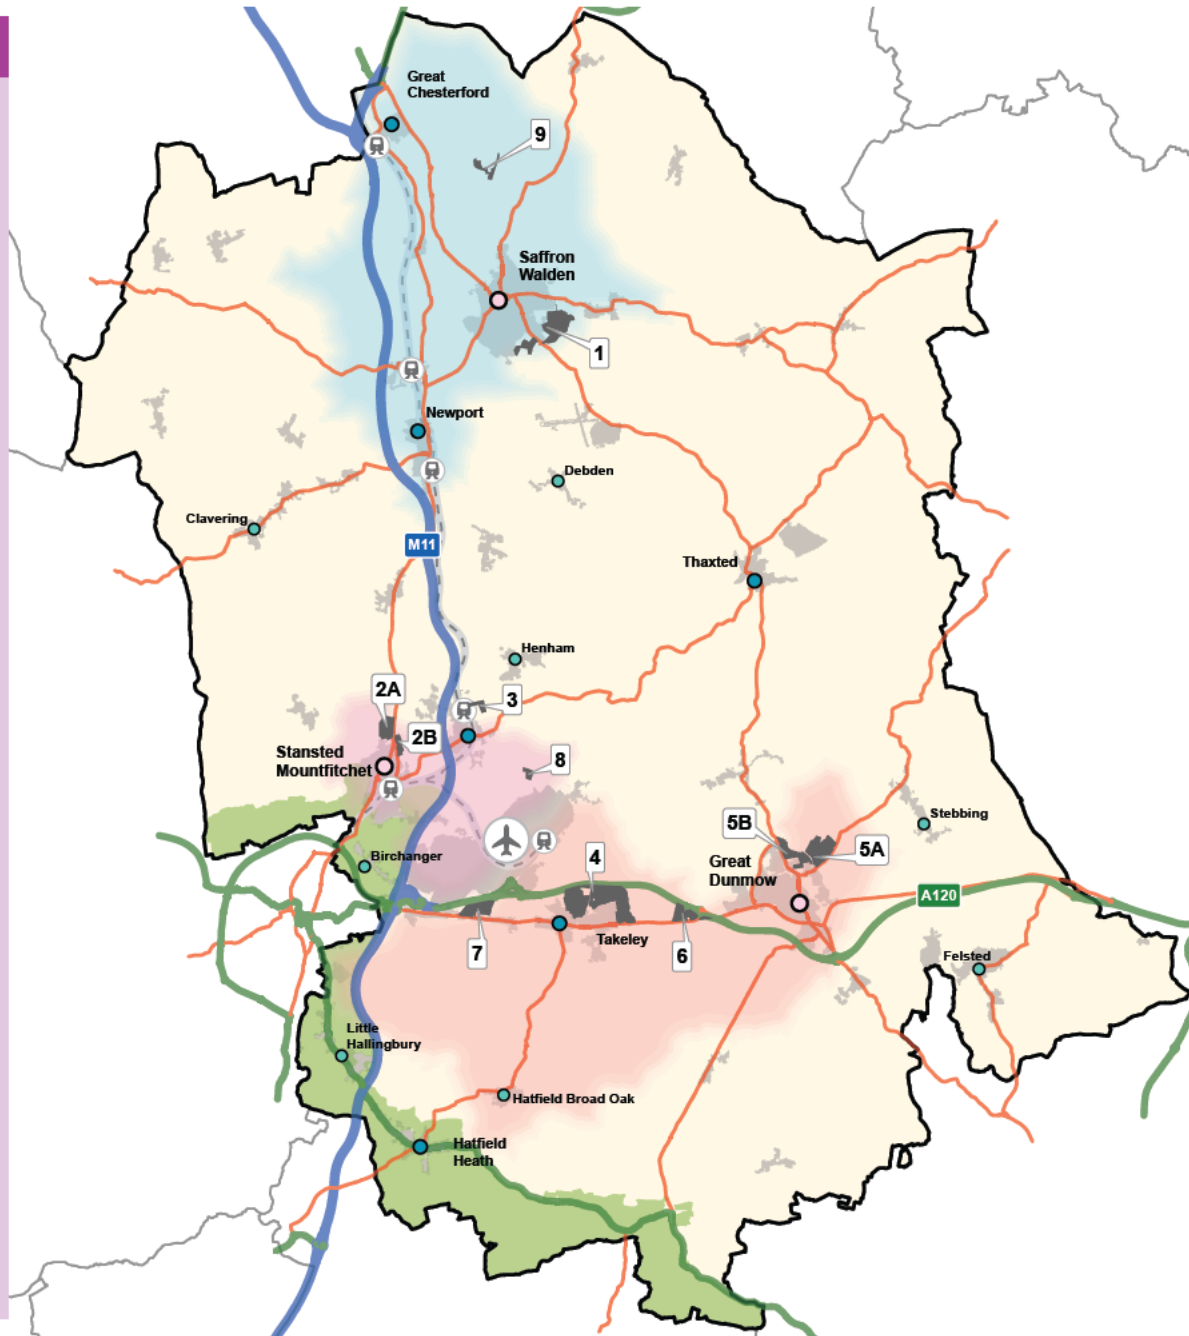 Great
Chesterford
9
Saffron
Walden
1
Newport
Debden
Clavering
M11
Thaxted
Henham
2A
3
2B
Stansted
Mountfitchet
8
5B
Stebbing
5A
4
Birchanger
Great
Dunmow
A120
7
Takeley
6
Felsted
Little
Hallingbury
Hatfield Broad Oak
Hatfield
Heath